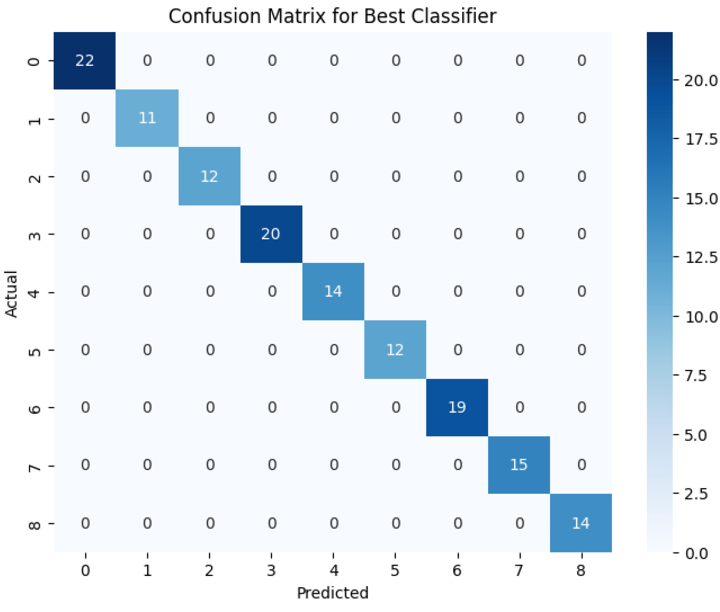 Confusion Matrix for Best Classifier
0 22 0 0 0 0 0 0 0 0
1 0 11 0 0 0 0 0 0 0
2 0 0 12 0 0 0 0 0 0
3 0 0 0 20 0 0 0 0 0
4 0 0 0 0 14 0 0 0 0
5 0 0 0 0 0 12 0 0 0
6 0 0 0 0 0 0 19 0 0
7 0 0 0 0 0 0 0 15 0
8 0 0 0 0 0 0 0 0 14
Actual
0 1 2 3 4 5 6 7 8
Predicted
20.0
17.5
15.0
12.5
10.0
7.5
5.0
2.5
0.0